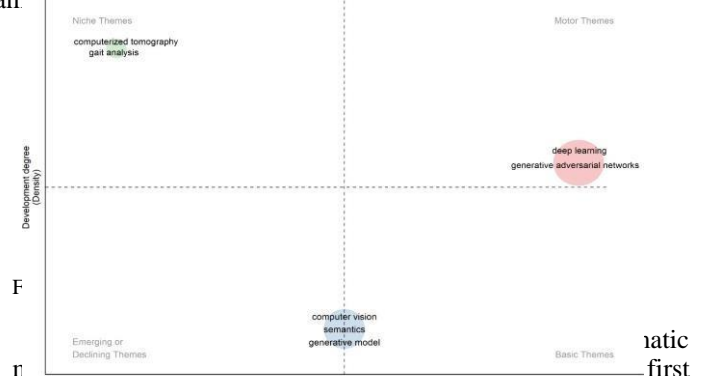 Niche Themes
Motor Themes
computerized tomography
gait analysis
deep learning
generative adversarial networks
Development degree
(Density)
computer vision
semantics
generative model
Emerging or
Declining Themes
Basic Themes
first